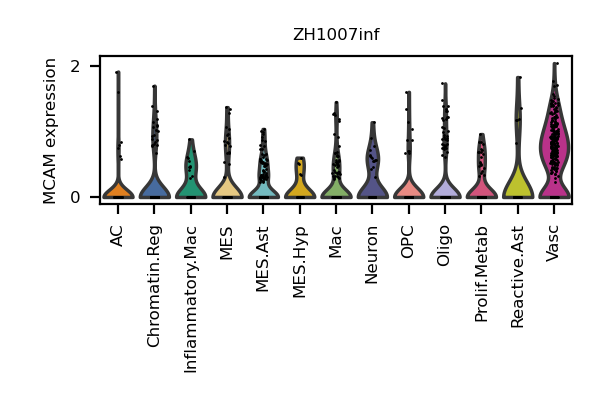 ZH1007inf
MCAM expression
2
0
AC
Chromatin.Reg
Inflammatory.Mac
MES
MES.Ast
MES.Hyp
Mac
Neuron
OPC
Oligo
Prolif.Metab
Reactive.Ast
Vasc